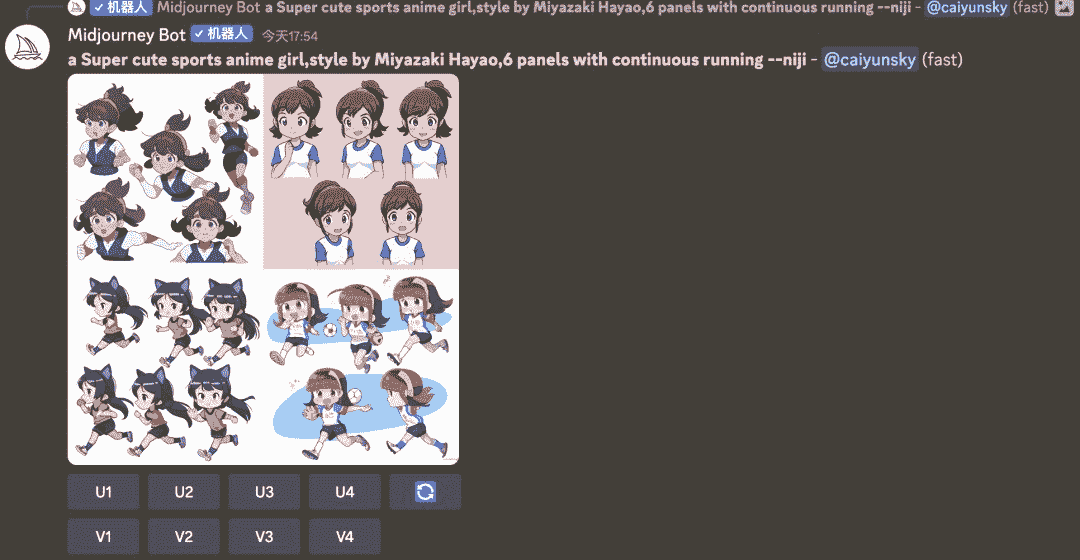 ✓ 机器人 Midjourney Bot a Super cute sports anime girl,style by Miyazaki Hayao,6 panels with continuous running --niji - @caiyunsky (fast)
Midjourney Bot ✓ 机器人 今天17:54
a Super cute sports anime girl,style by Miyazaki Hayao,6 panels with continuous running --niji - @caiyunsky (fast)
U1 U2 U3 U4
V1 V2 V3 V4